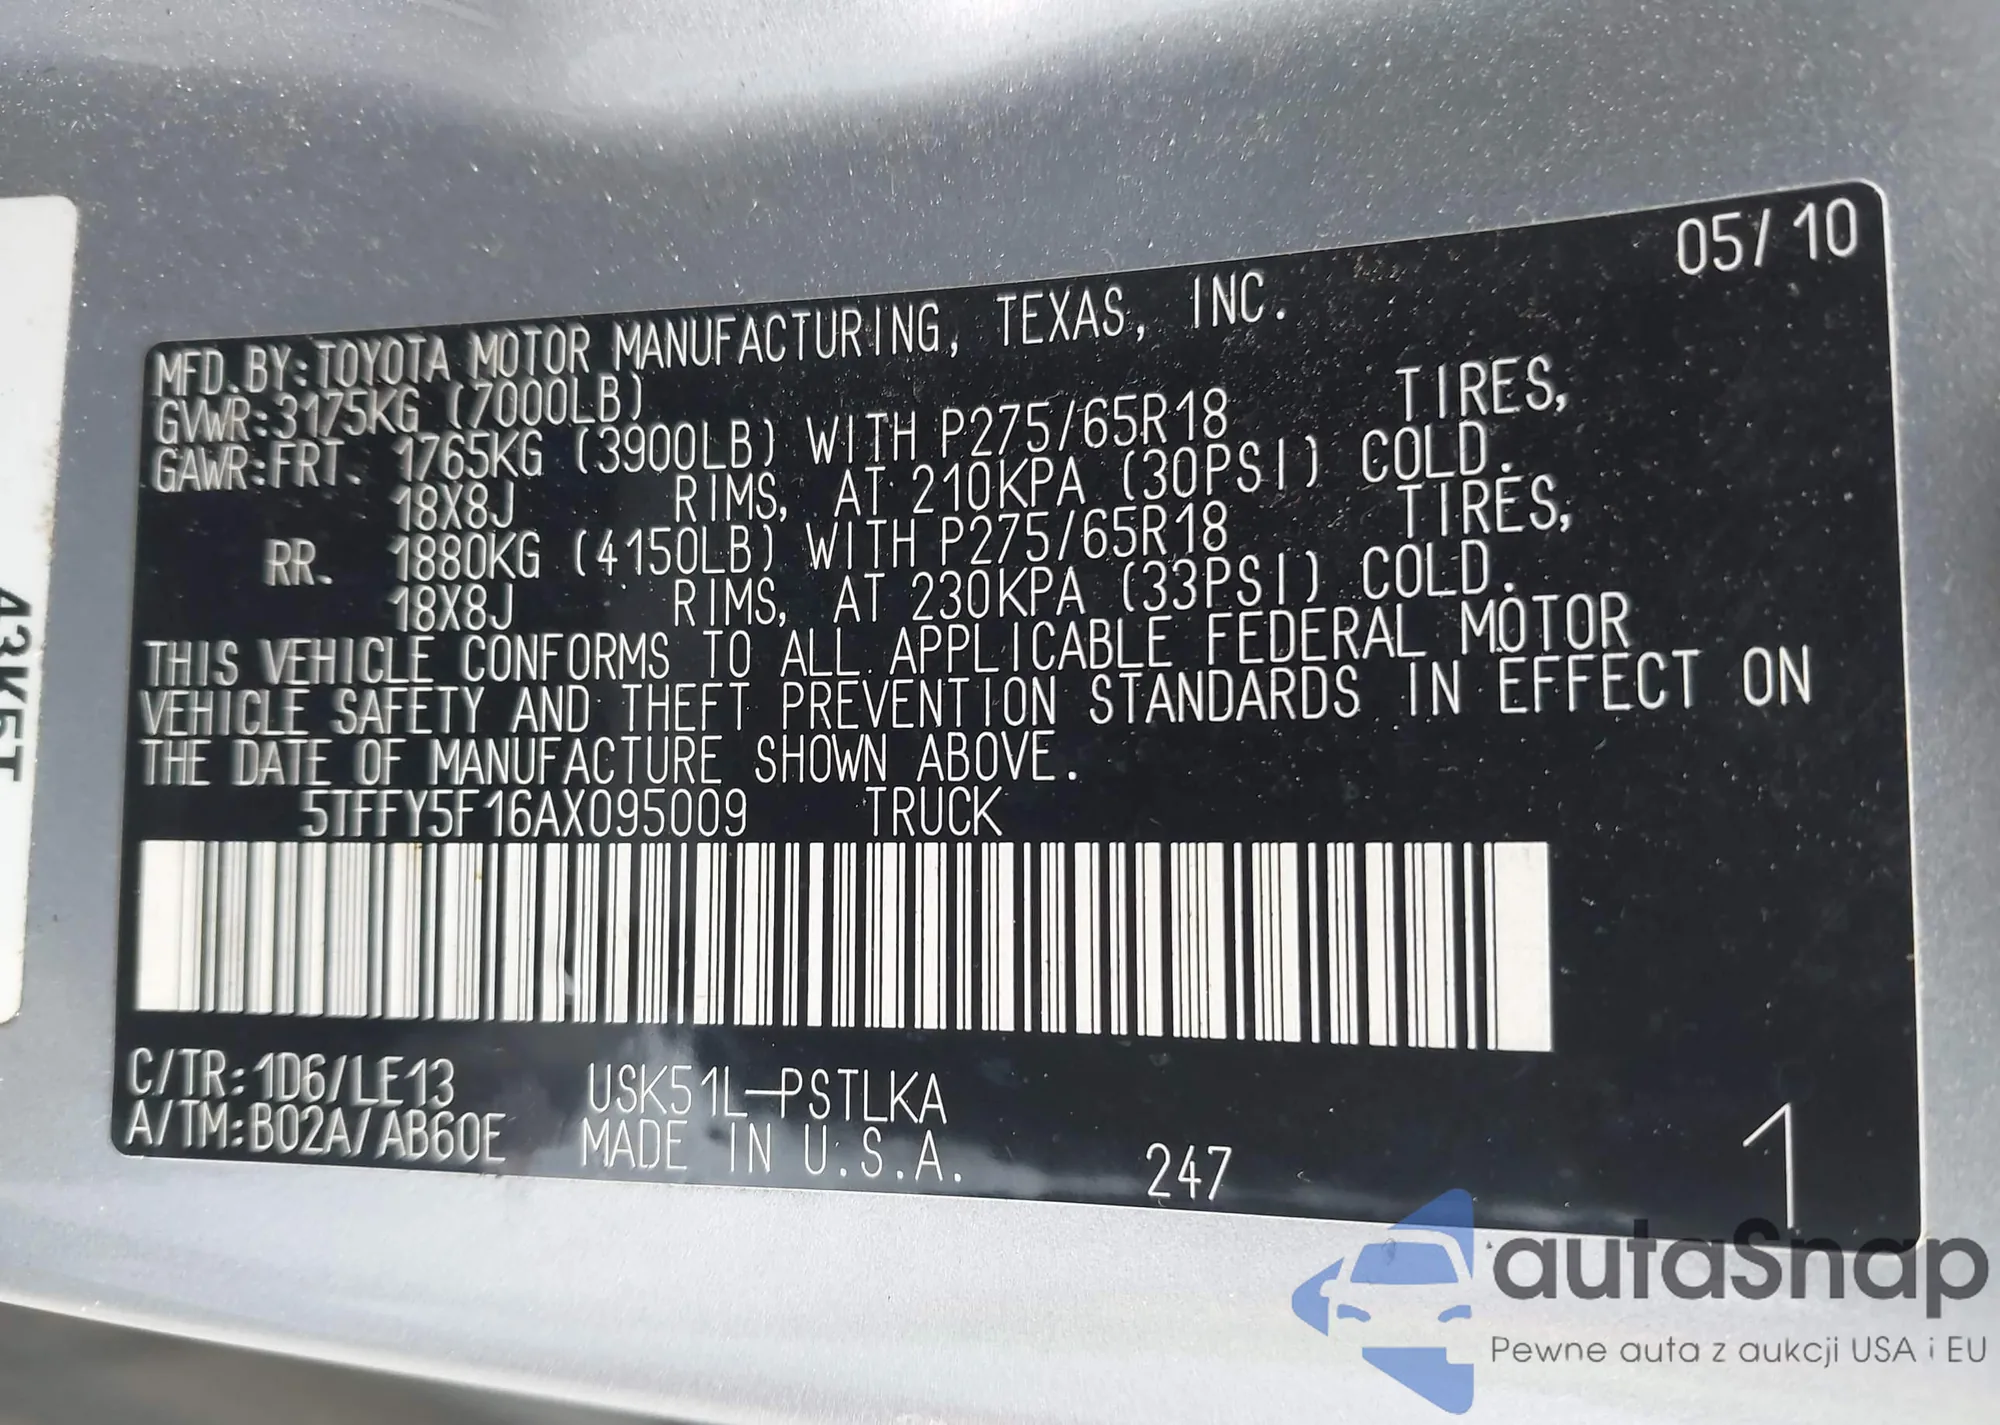 05/10
MFD. BY: TOYOTA MOTOR MANUFACTURING, TEXAS, INC.
GVWR: 3175KG (7000LB)
GAWR: FRT. 1765KG (3900LB) WITH P275/65R18 TIRES,
18X8J RIMS, AT 210KPA (30PSI) COLD.
RR. 1880KG (4150LB) WITH P275/65R18 TIRES,
18X8J RIMS, AT 230KPA (33PSI) COLD.
THIS VEHICLE CONFORMS TO ALL APPLICABLE FEDERAL MOTOR
VEHICLE SAFETY AND THEFT PREVENTION STANDARDS IN EFFECT ON
THE DATE OF MANUFACTURE SHOWN ABOVE.
5TFFY5F16AX095009 TRUCK
C/TR: 1D6/LE13 USK51L-PSTLKA
A/TM: B02A/AB60E MADE IN U.S.A. 247 1
43K5T
autaSnap
Pewne auta z aukcji USA i EU